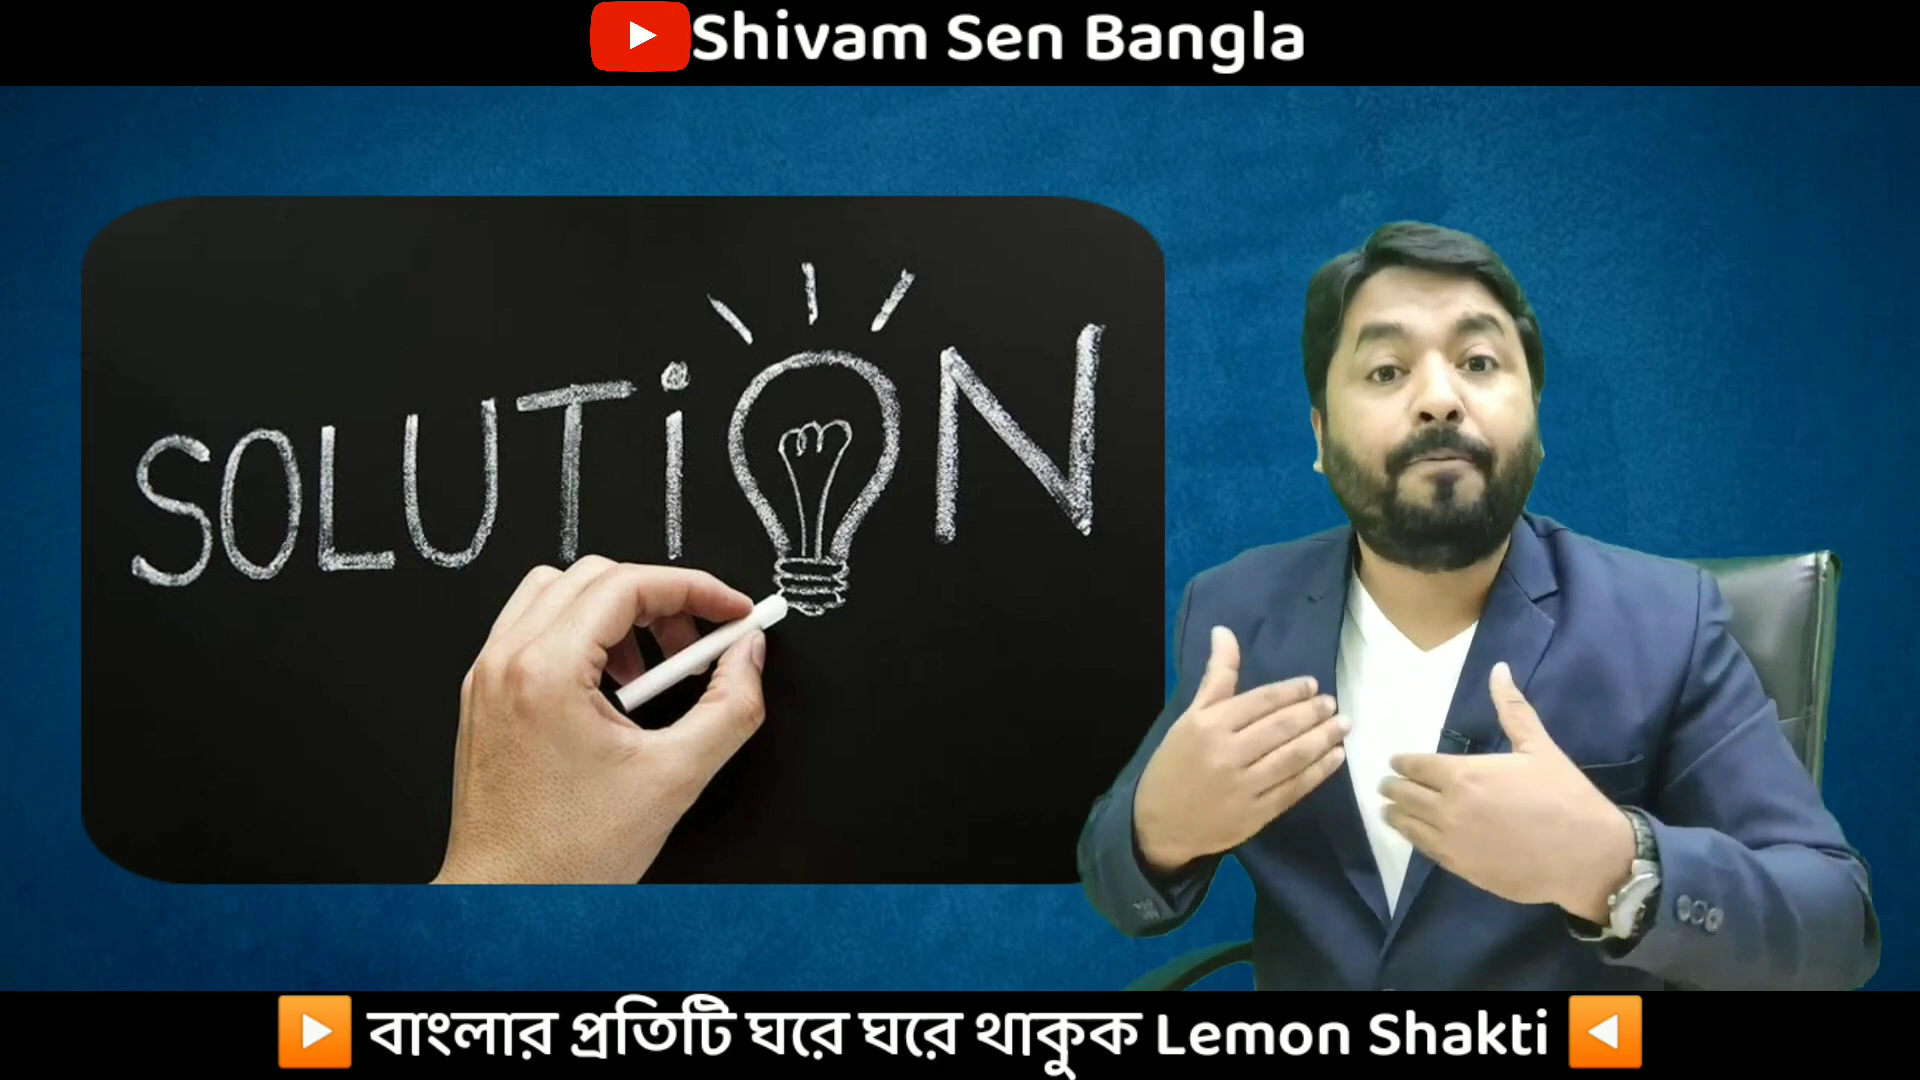 Shivam Sen Bangla
SOLUTiON
বাংলার প্রতিটি ঘরে ঘরে থাকুক Lemon Shakti